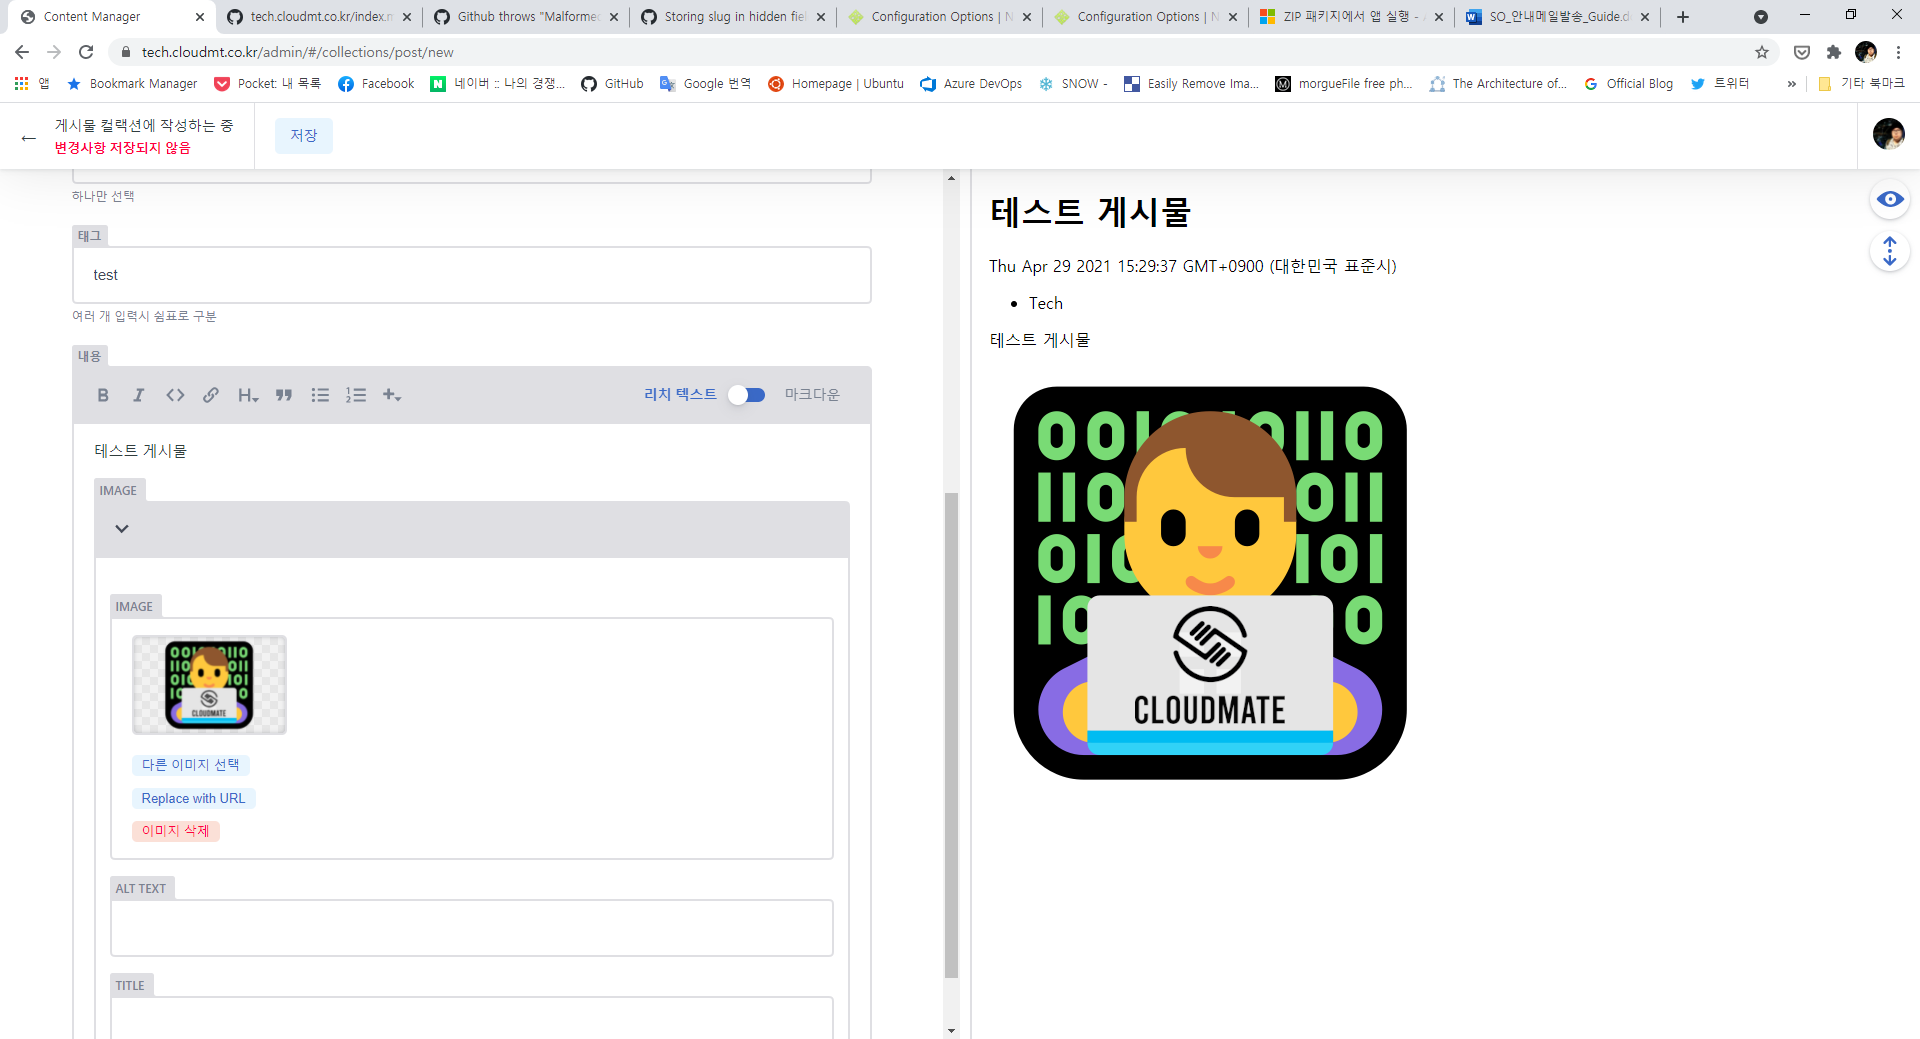 Content Manager
tech.cloudmt.co.kr/index.m
Github throws "Malformed
Storing slug in hidden fiel
Configuration Options | N
Configuration Options | N
ZIP 패키지에서 앱 실행 -
SO_안내메일발송_Guide.d
tech.cloudmt.co.kr/admin/#/collections/post/new
앱
Bookmark Manager
Pocket: 내 목록
Facebook
네이버 :: 나의 경쟁...
GitHub
Google 번역
Homepage | Ubuntu
Azure DevOps
SNOW -
Easily Remove Ima...
morgueFile free ph...
The Architecture of...
Official Blog
트위터
»
기타 북마크
게시물 컬랙션에 작성하는 중
변경사항 저장되지 않음
저장
하나만 선택
태그
test
여러 개 입력시 쉼표로 구분
내용
리치 텍스트
마크다운
테스트 게시물
IMAGE
IMAGE
다른 이미지 선택
Replace with URL
이미지 삭제
ALT TEXT
TITLE
테스트 게시물
Thu Apr 29 2021 15:29:37 GMT+0900 (대한민국 표준시)
• Tech
테스트 게시물
CLOUDMATE